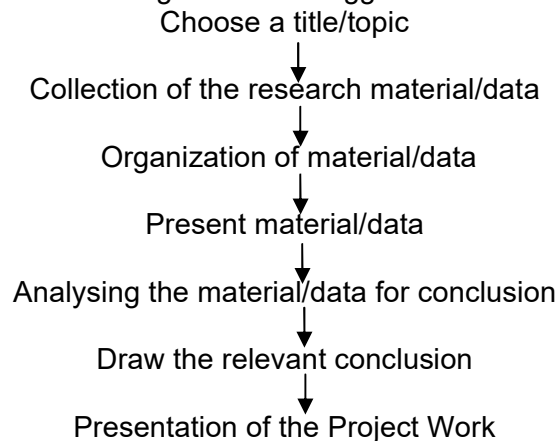 Choose a title/topic
Collection of the research material/data
Organization of material/data
Present material/data
Analysing the material/data for conclusion
Draw the relevant conclusion
Presentation of the Project Work